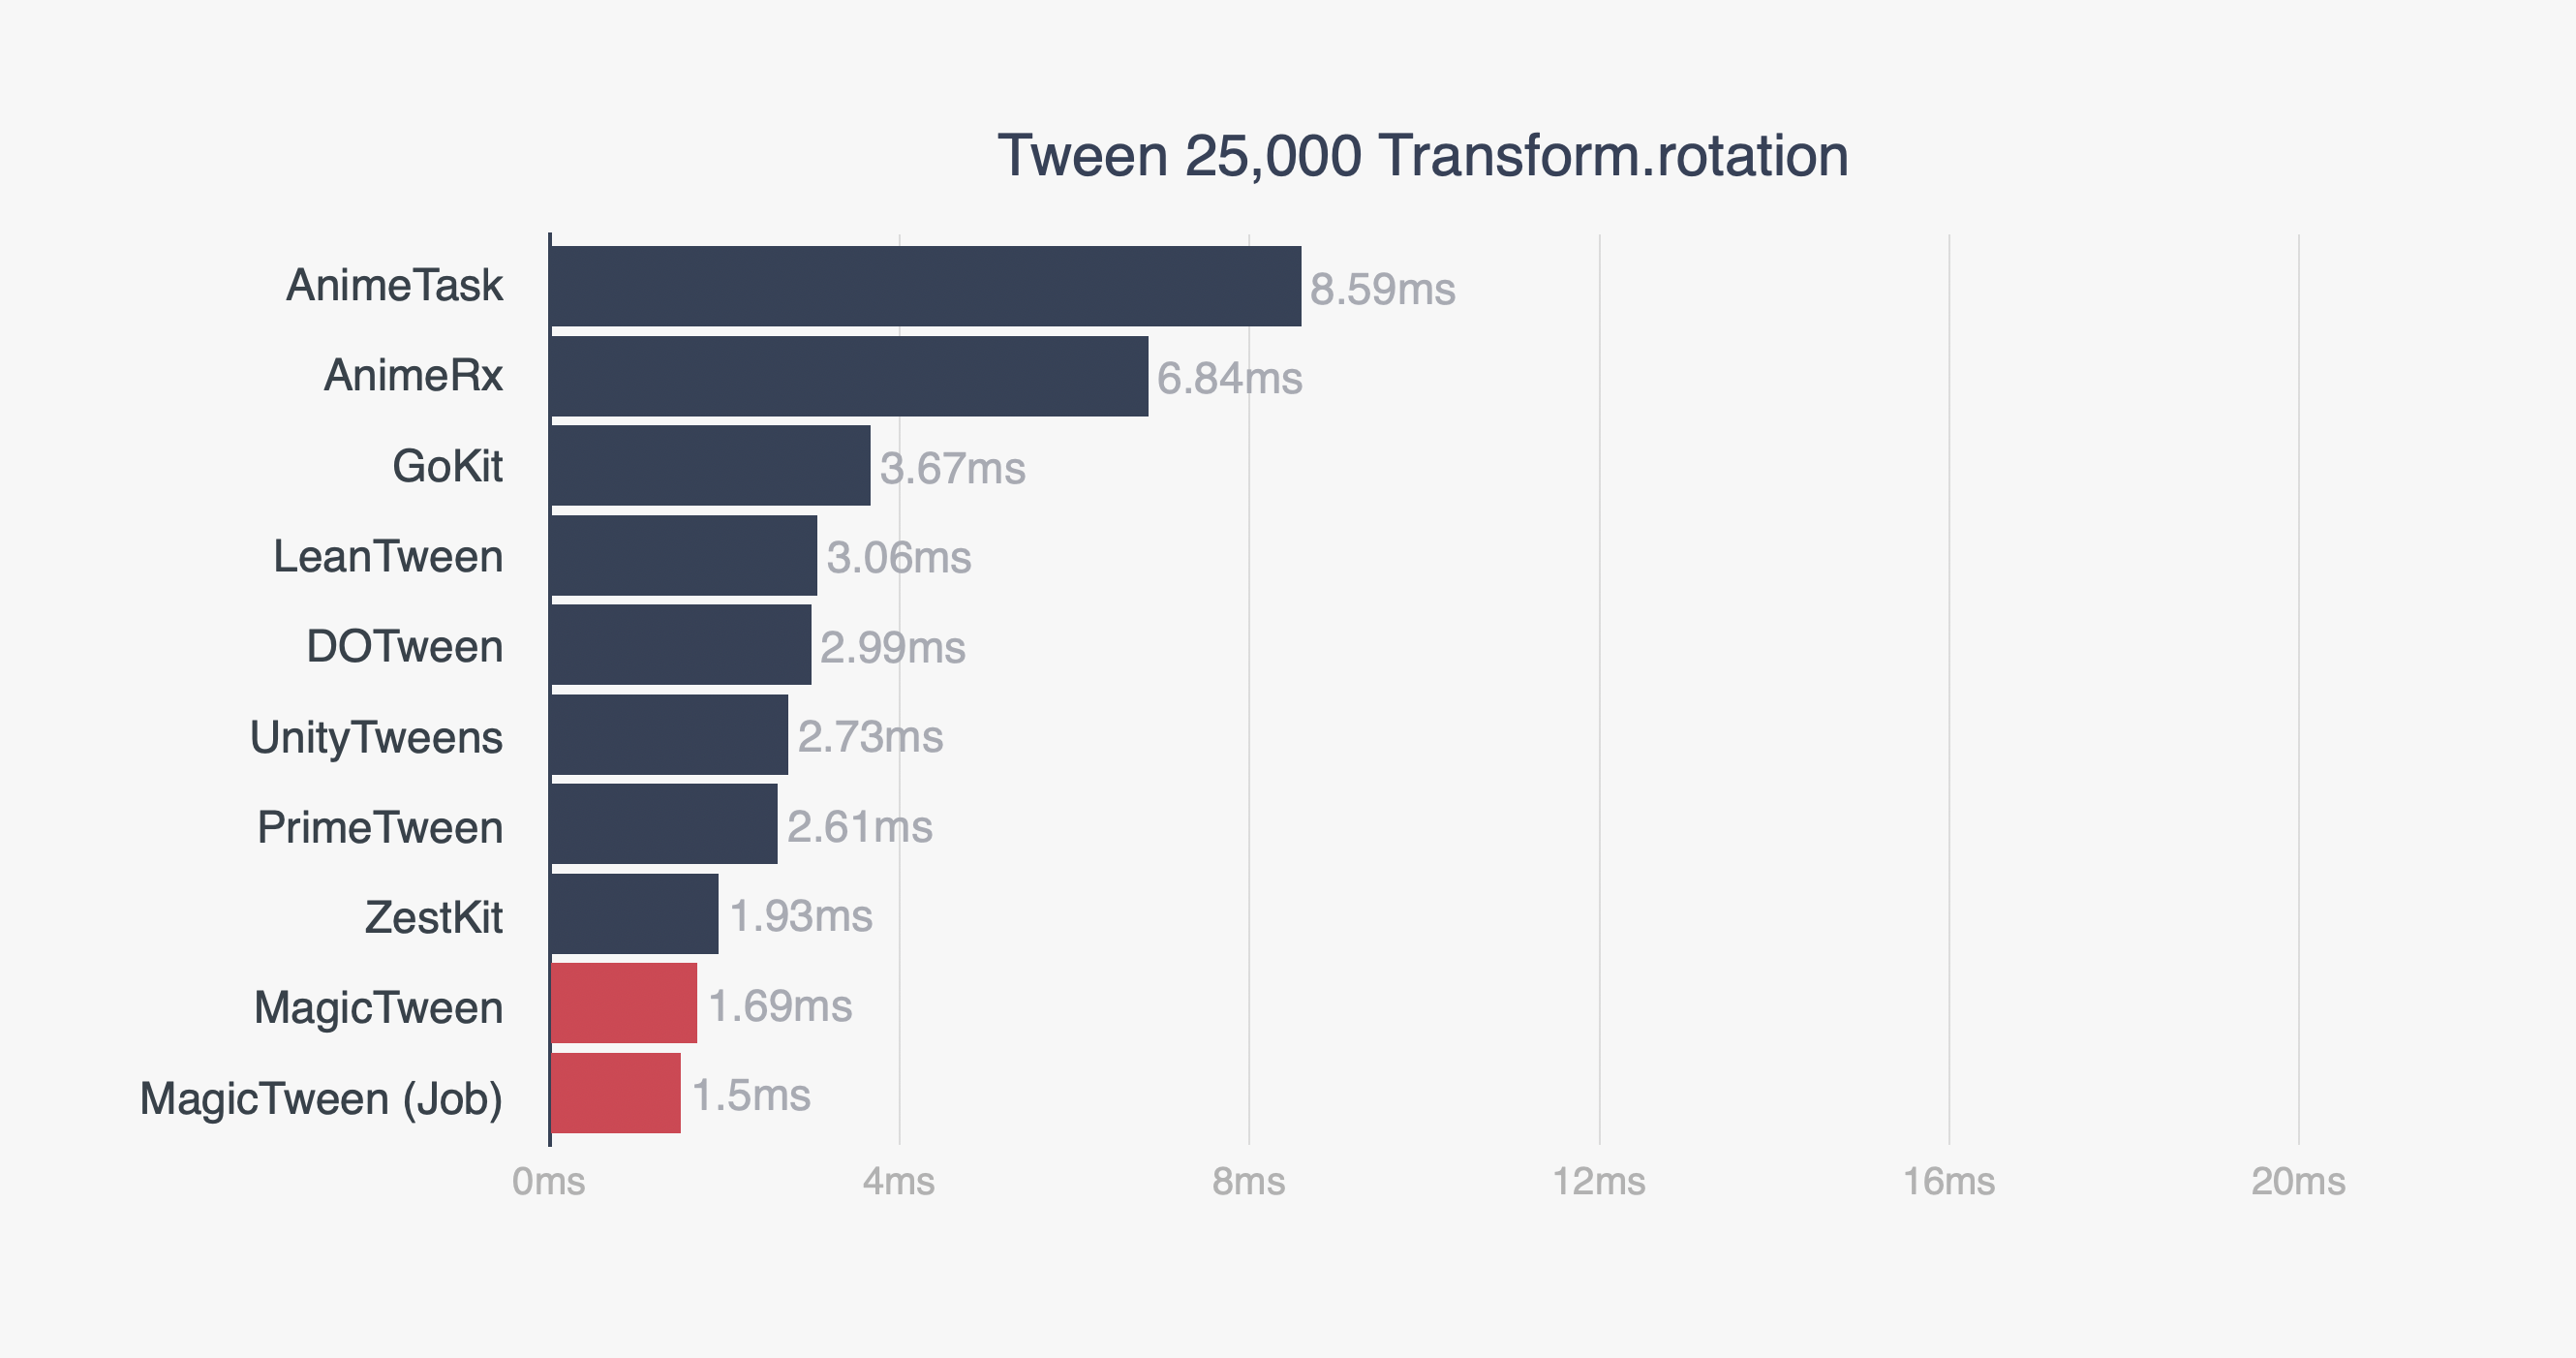 Tween 25,000 Transform.rotation
AnimeTask 8.59ms
AnimeRx 6.84ms
GoKit 3.67ms
LeanTween 3.06ms
DOTween 2.99ms
UnityTweens 2.73ms
PrimeTween 2.61ms
ZestKit 1.93ms
MagicTween 1.69ms
MagicTween (Job) 1.5ms
0ms 4ms 8ms 12ms 16ms 20ms